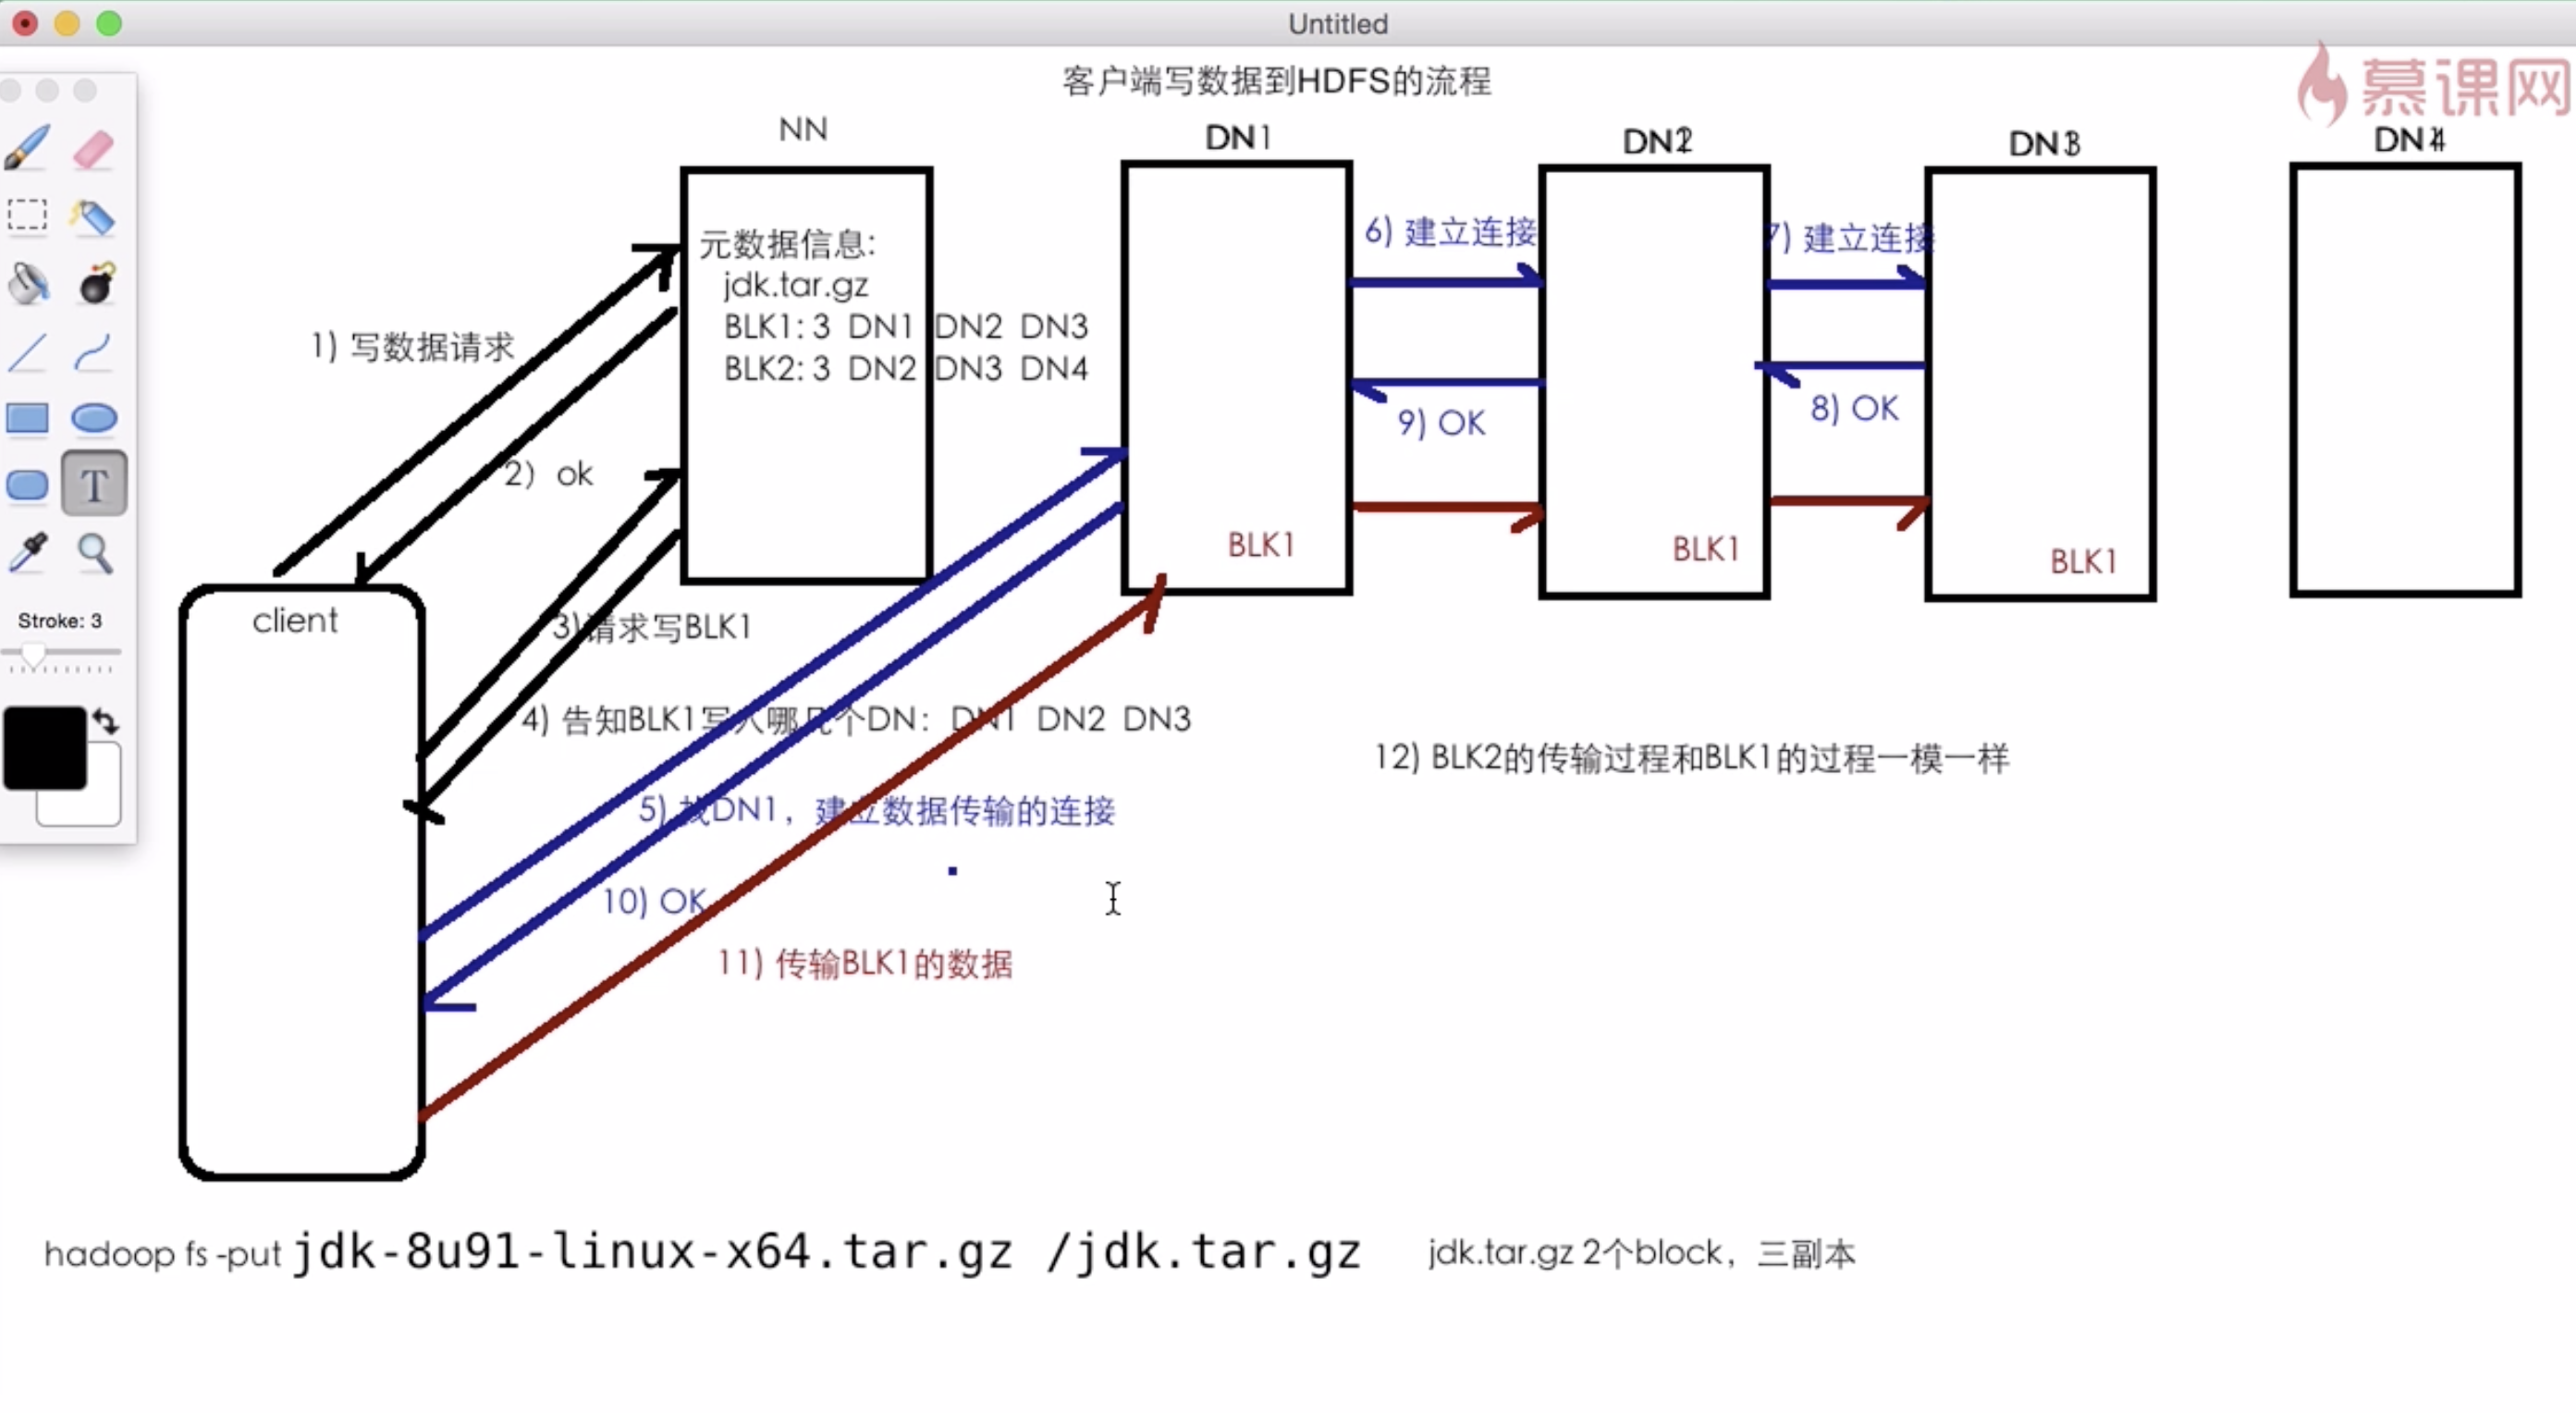 Untitled
慕课网
客户端写数据到HDFS的流程
NN
DN1
DN2
DN3
DN4
元数据信息:
jdk.tar.gz
BLK1: 3 DN1 DN2 DN3
BLK2: 3 DN2 DN3 DN4
6) 建立连接
7) 建立连接
1) 写数据请求
9) OK
8) OK
2) ok
BLK1
BLK1
BLK1
Stroke: 3
client
3)请求写BLK1
4) 告知BLK1写入哪几个DN: DN1 DN2 DN3
12) BLK2的传输过程和BLK1的过程一模一样
5) 找DN1，建立数据传输的连接
10) OK
11) 传输BLK1的数据
hadoop fs -put jdk-8u91-linux-x64.tar.gz /jdk.tar.gz
jdk.tar.gz 2个block，三副本
T